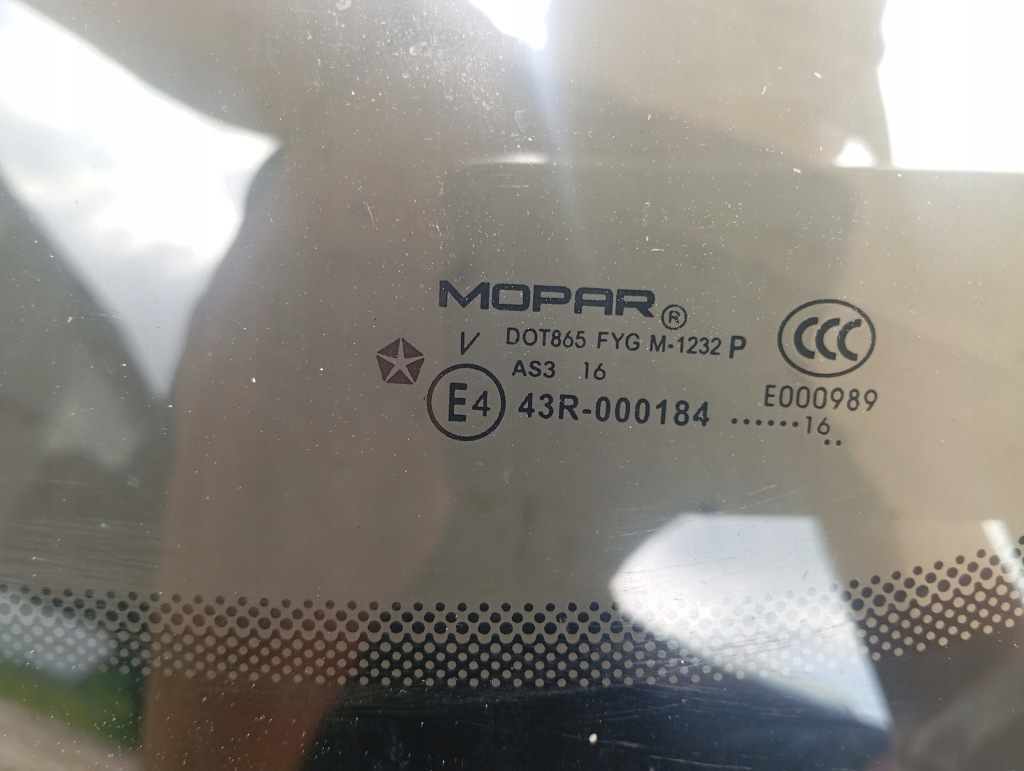 MOPAR®
V DOT865 FYG M-1232 P
CCC
AS3 16
E4 43R-000184
E000989
......16
..